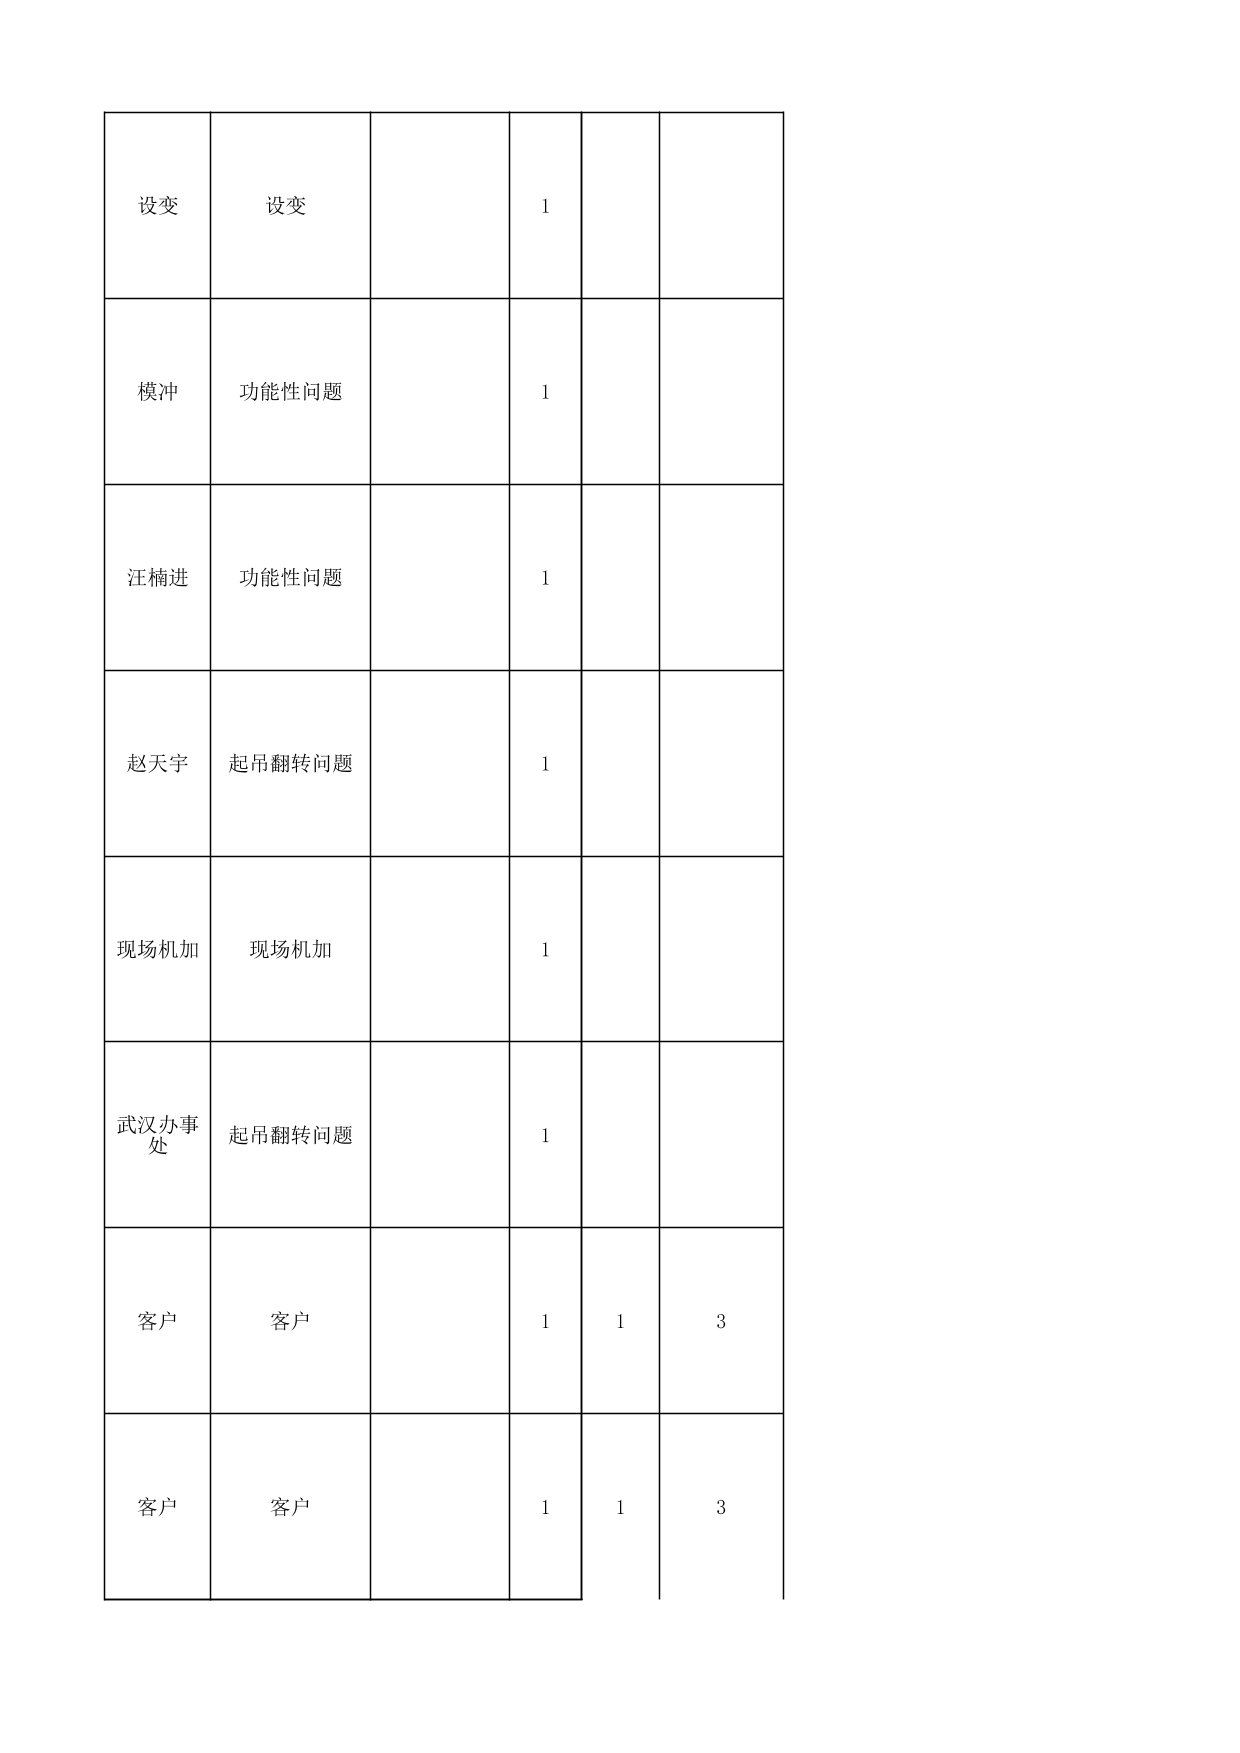 设变 设变 1
模冲 功能性问题 1
汪楠进 功能性问题 1
赵天宇 起吊翻转问题 1
现场机加 现场机加 1
武汉办事
处 起吊翻转问题 1
客户 客户 1 1 3
客户 客户 1 1 3